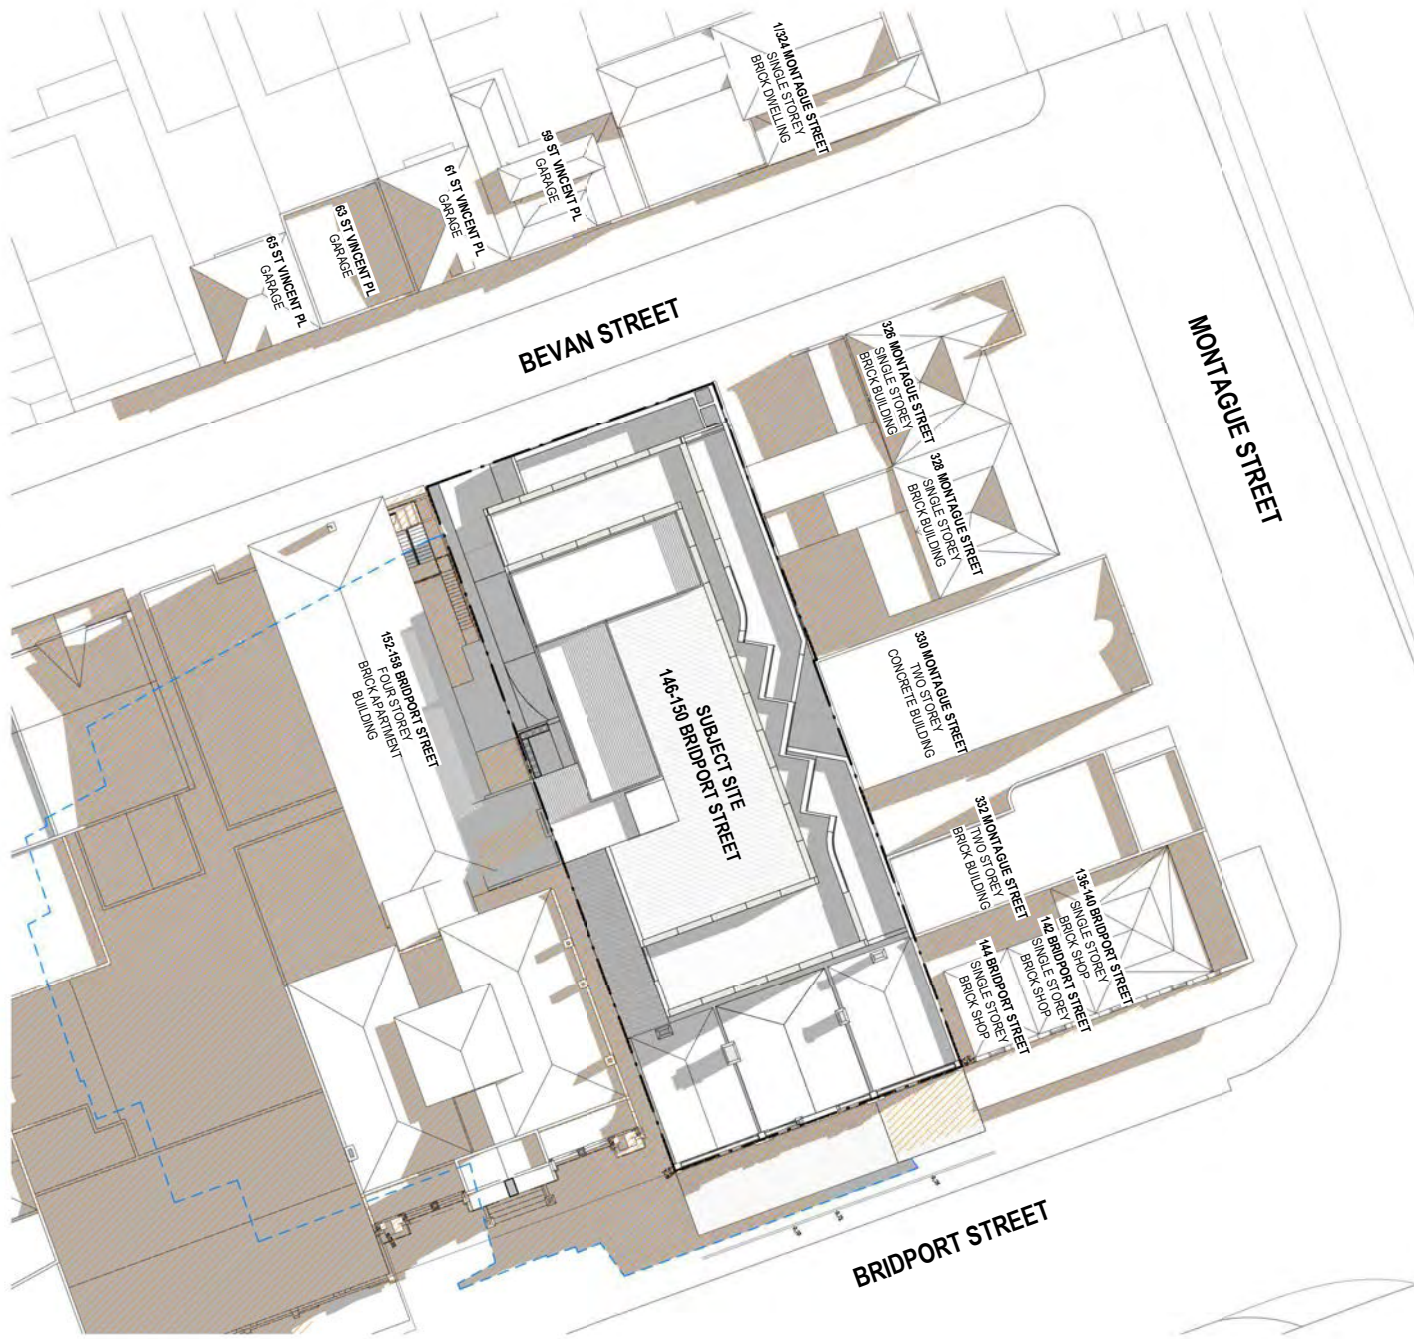 1/324 MONTAGUE STREET
SINGLE STOREY
BRICK DWELLING
59 ST VINCENT PL
GARAGE
61 ST VINCENT PL
GARAGE
63 ST VINCENT PL
GARAGE
65 ST VINCENT PL
GARAGE
BEVAN STREET
MONTAGUE STREET
326 MONTAGUE STREET
SINGLE STOREY
BRICK BUILDING
328 MONTAGUE STREET
SINGLE STOREY
BRICK BUILDING
330 MONTAGUE STREET
TWO STOREY
CONCRETE BUILDING
152-158 BRIDPORT STREET
FOUR STOREY
BRICK APARTMENT
BUILDING
SUBJECT SITE
146-150 BRIDPORT STREET
332 MONTAGUE STREET
TWO STOREY
BRICK BUILDING
136-140 BRIDPORT STREET
SINGLE STOREY
BRICK SHOP
142 BRIDPORT STREET
SINGLE STOREY
BRICK SHOP
144 BRIDPORT STREET
SINGLE STOREY
BRICK SHOP
BRIDPORT STREET